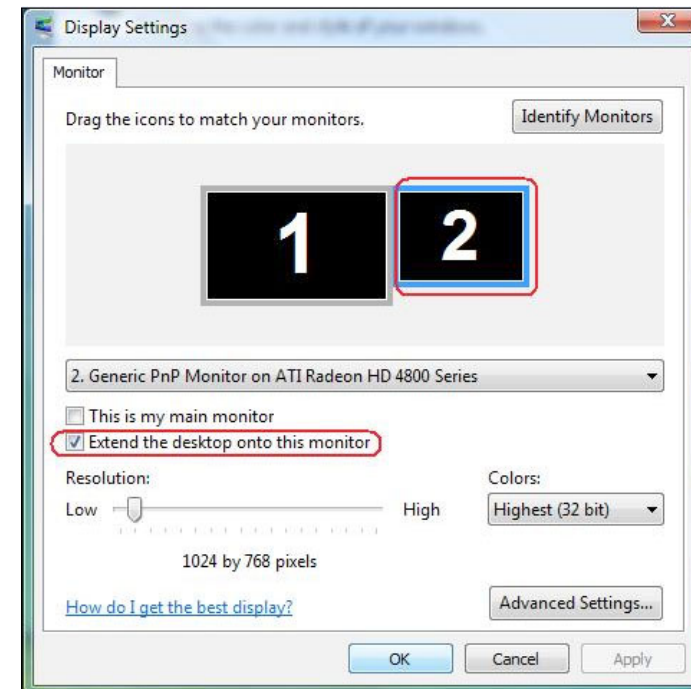 Display Settings
Monitor
Drag the icons to match your monitors.
Identify Monitors
1
2
2. Generic PnP Monitor on ATI Radeon HD 4800 Series
This is my main monitor
Extend the desktop onto this monitor
Resolution:
Colors:
Low
High
Highest (32 bit)
1024 by 768 pixels
How do I get the best display?
Advanced Settings...
OK
Cancel
Apply